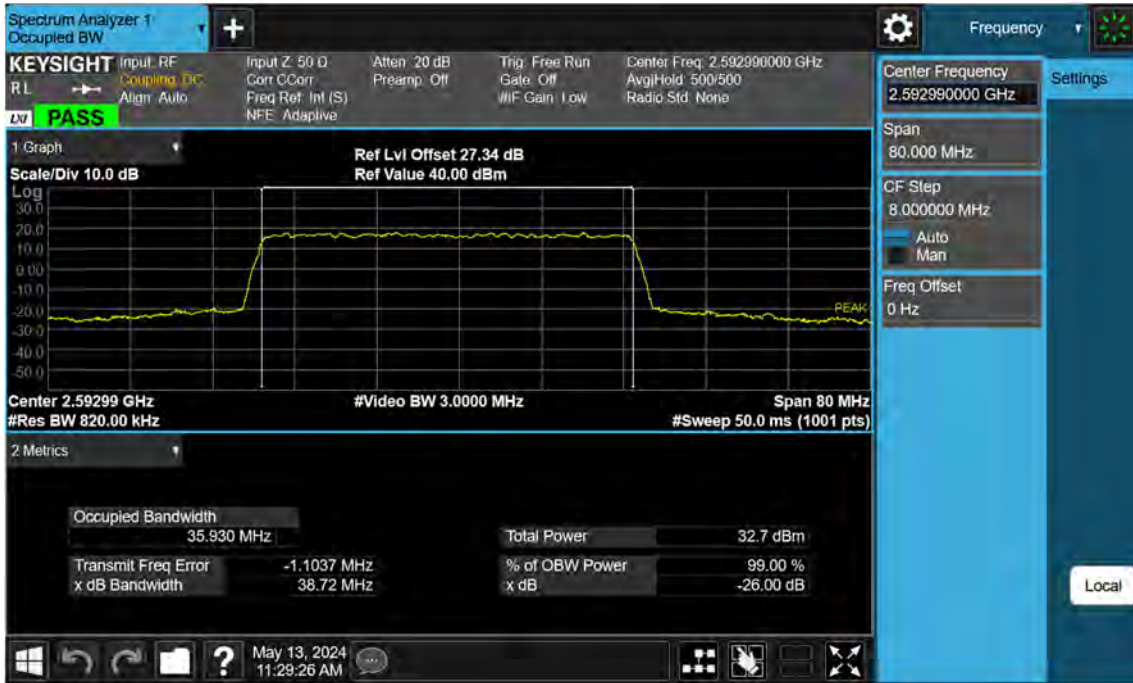 Spectrum Analyzer 1
Occupied BW
+
Frequency
KEYSIGHT
RL
LXI
PASS
Input: RF
Coupling: DC
Align: Auto
Input Z: 50 Ω
Corr CCorr
Freq Ref: Int (S)
NFE: Adaptive
Atten: 20 dB
Preamp: Off
Trig: Free Run
Gate: Off
#IF Gain: Low
Center Freq: 2.592990000 GHz
Avg|Hold: 500/500
Radio Std: None
Center Frequency
2.592990000 GHz
Settings
Span
80.000 MHz
CF Step
8.000000 MHz
Auto
Man
Freq Offset
0 Hz
Local
1 Graph
Scale/Div 10.0 dB
Ref Lvl Offset 27.34 dB
Ref Value 40.00 dBm
Log
30.0
20.0
10.0
0.00
-10.0
-20.0
-30.0
-40.0
-50.0
PEAK
Center 2.59299 GHz
#Video BW 3.0000 MHz
Span 80 MHz
#Res BW 820.00 kHz
#Sweep 50.0 ms (1001 pts)
2 Metrics
Occupied Bandwidth
35.930 MHz
Total Power 32.7 dBm
Transmit Freq Error -1.1037 MHz
% of OBW Power 99.00 %
x dB Bandwidth 38.72 MHz
x dB -26.00 dB
?
May 13, 2024
11:29:26 AM